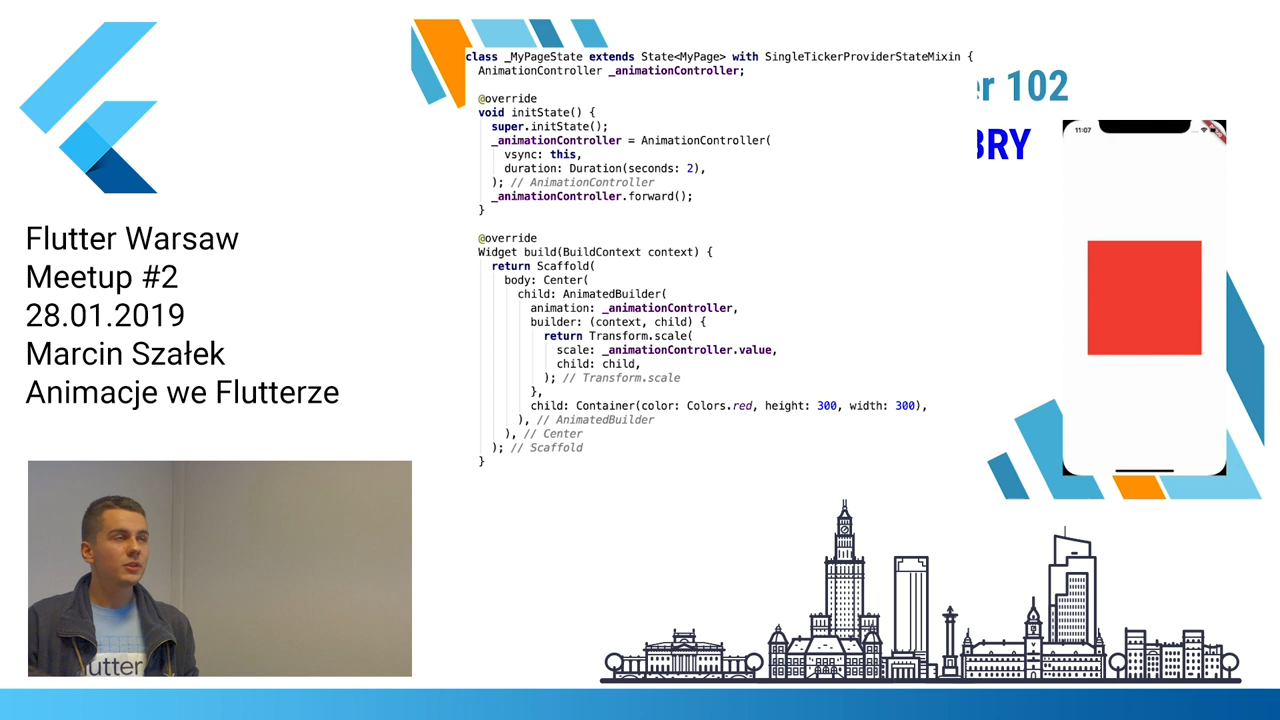 Flutter Warsaw
Meetup #2
28.01.2019
Marcin Szałek
Animacje we Flutterze
class _MyPageState extends State<MyPage> with SingleTickerProviderStateMixin {
AnimationController _animationController;
@override
void initState() {
super.initState();
_animationController = AnimationController(
vsync: this,
duration: Duration(seconds: 2),
); // AnimationController
_animationController.forward();
}
@override
Widget build(BuildContext context) {
return Scaffold(
body: Center(
child: AnimatedBuilder(
animation: _animationController,
builder: (context, child) {
return Transform.scale(
scale: _animationController.value,
child: child,
); // Transform.scale
},
child: Container(color: Colors.red, height: 300, width: 300),
), // AnimatedBuilder
), // Center
); // Scaffold
}
er 102
BRY
11:07
flutter